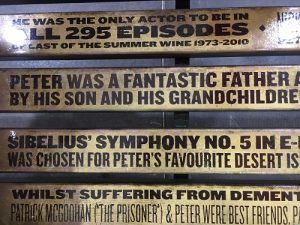 HE WAS THE ONLY ACTOR TO BE IN
ALL 295 EPISODES •
OF LAST OF THE SUMMER WINE 1973-2010
PETER WAS A FANTASTIC FATHER A
BY HIS SON AND HIS GRANDCHILDRE
SIBELIUS' SYMPHONY NO. 5 IN E-
WAS CHOSEN FOR PETER'S FAVOURITE DESERT IS
WHILST SUFFERING FROM DEMENT
PATRICK MCGOOHAN ('THE PRISONER') & PETER WERE BEST FRIENDS. P